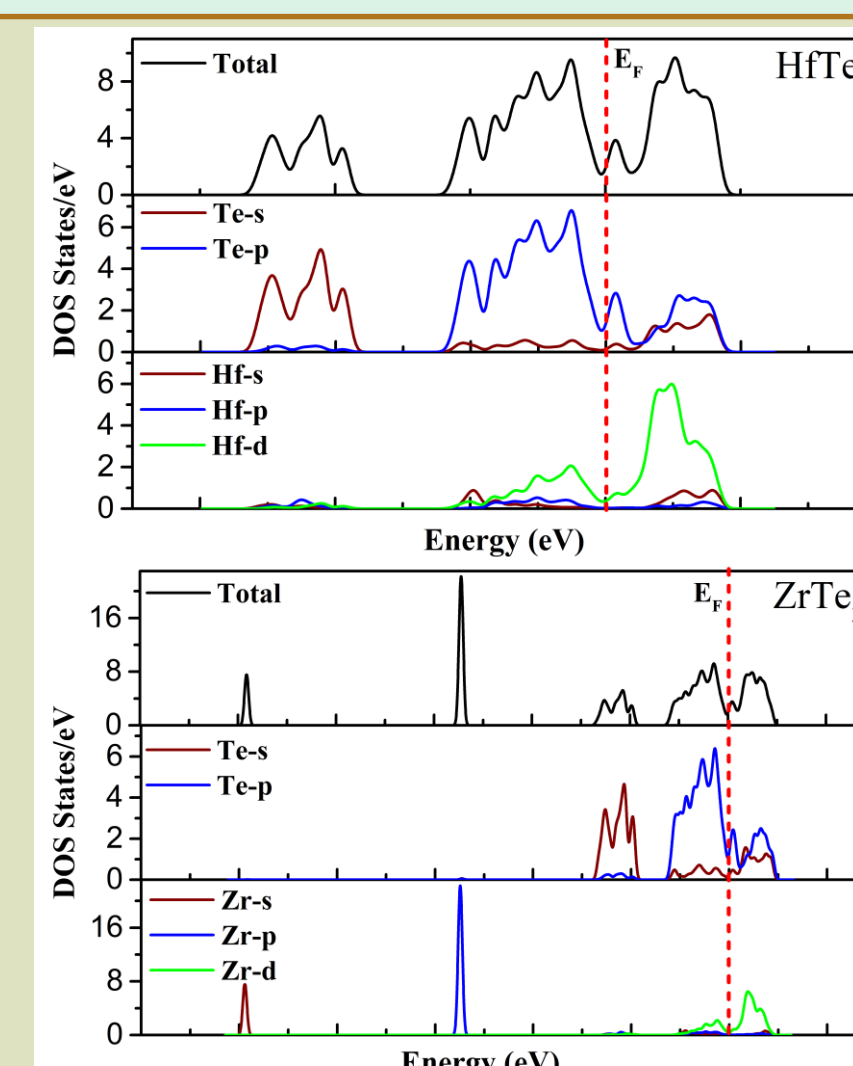 Total
E_F
HfTe
8
4
0
DOS States/eV
Te-s
Te-p
6
4
2
0
Hf-s
Hf-p
Hf-d
6
4
2
0
Energy (eV)
Total
E_F
ZrTe
16
8
0
DOS States/eV
Te-s
Te-p
6
4
2
0
Zr-s
Zr-p
Zr-d
16
8
0
Energy (eV)